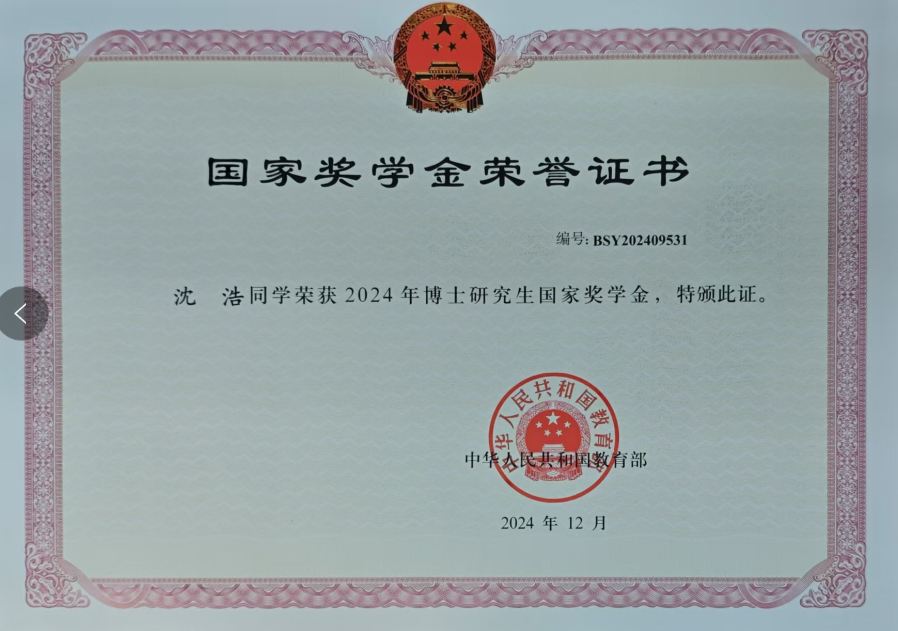 国家奖学金荣誉证书
编号: BSY202409531
沈 浩同学荣获 2024 年博士研究生国家奖学金，特颁此证。
中华人民共和国教育部
中华人民共和国教育部
2024 年 12 月